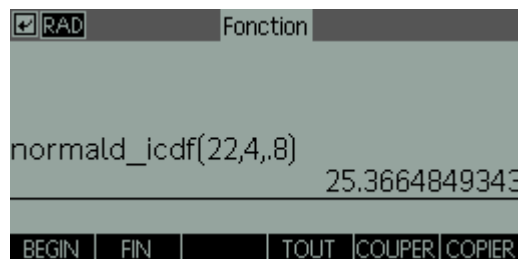 RAD Fonction
normald_icdf(22,4,.8)
25.3664849343
BEGIN FIN TOUT COUPER COPIER